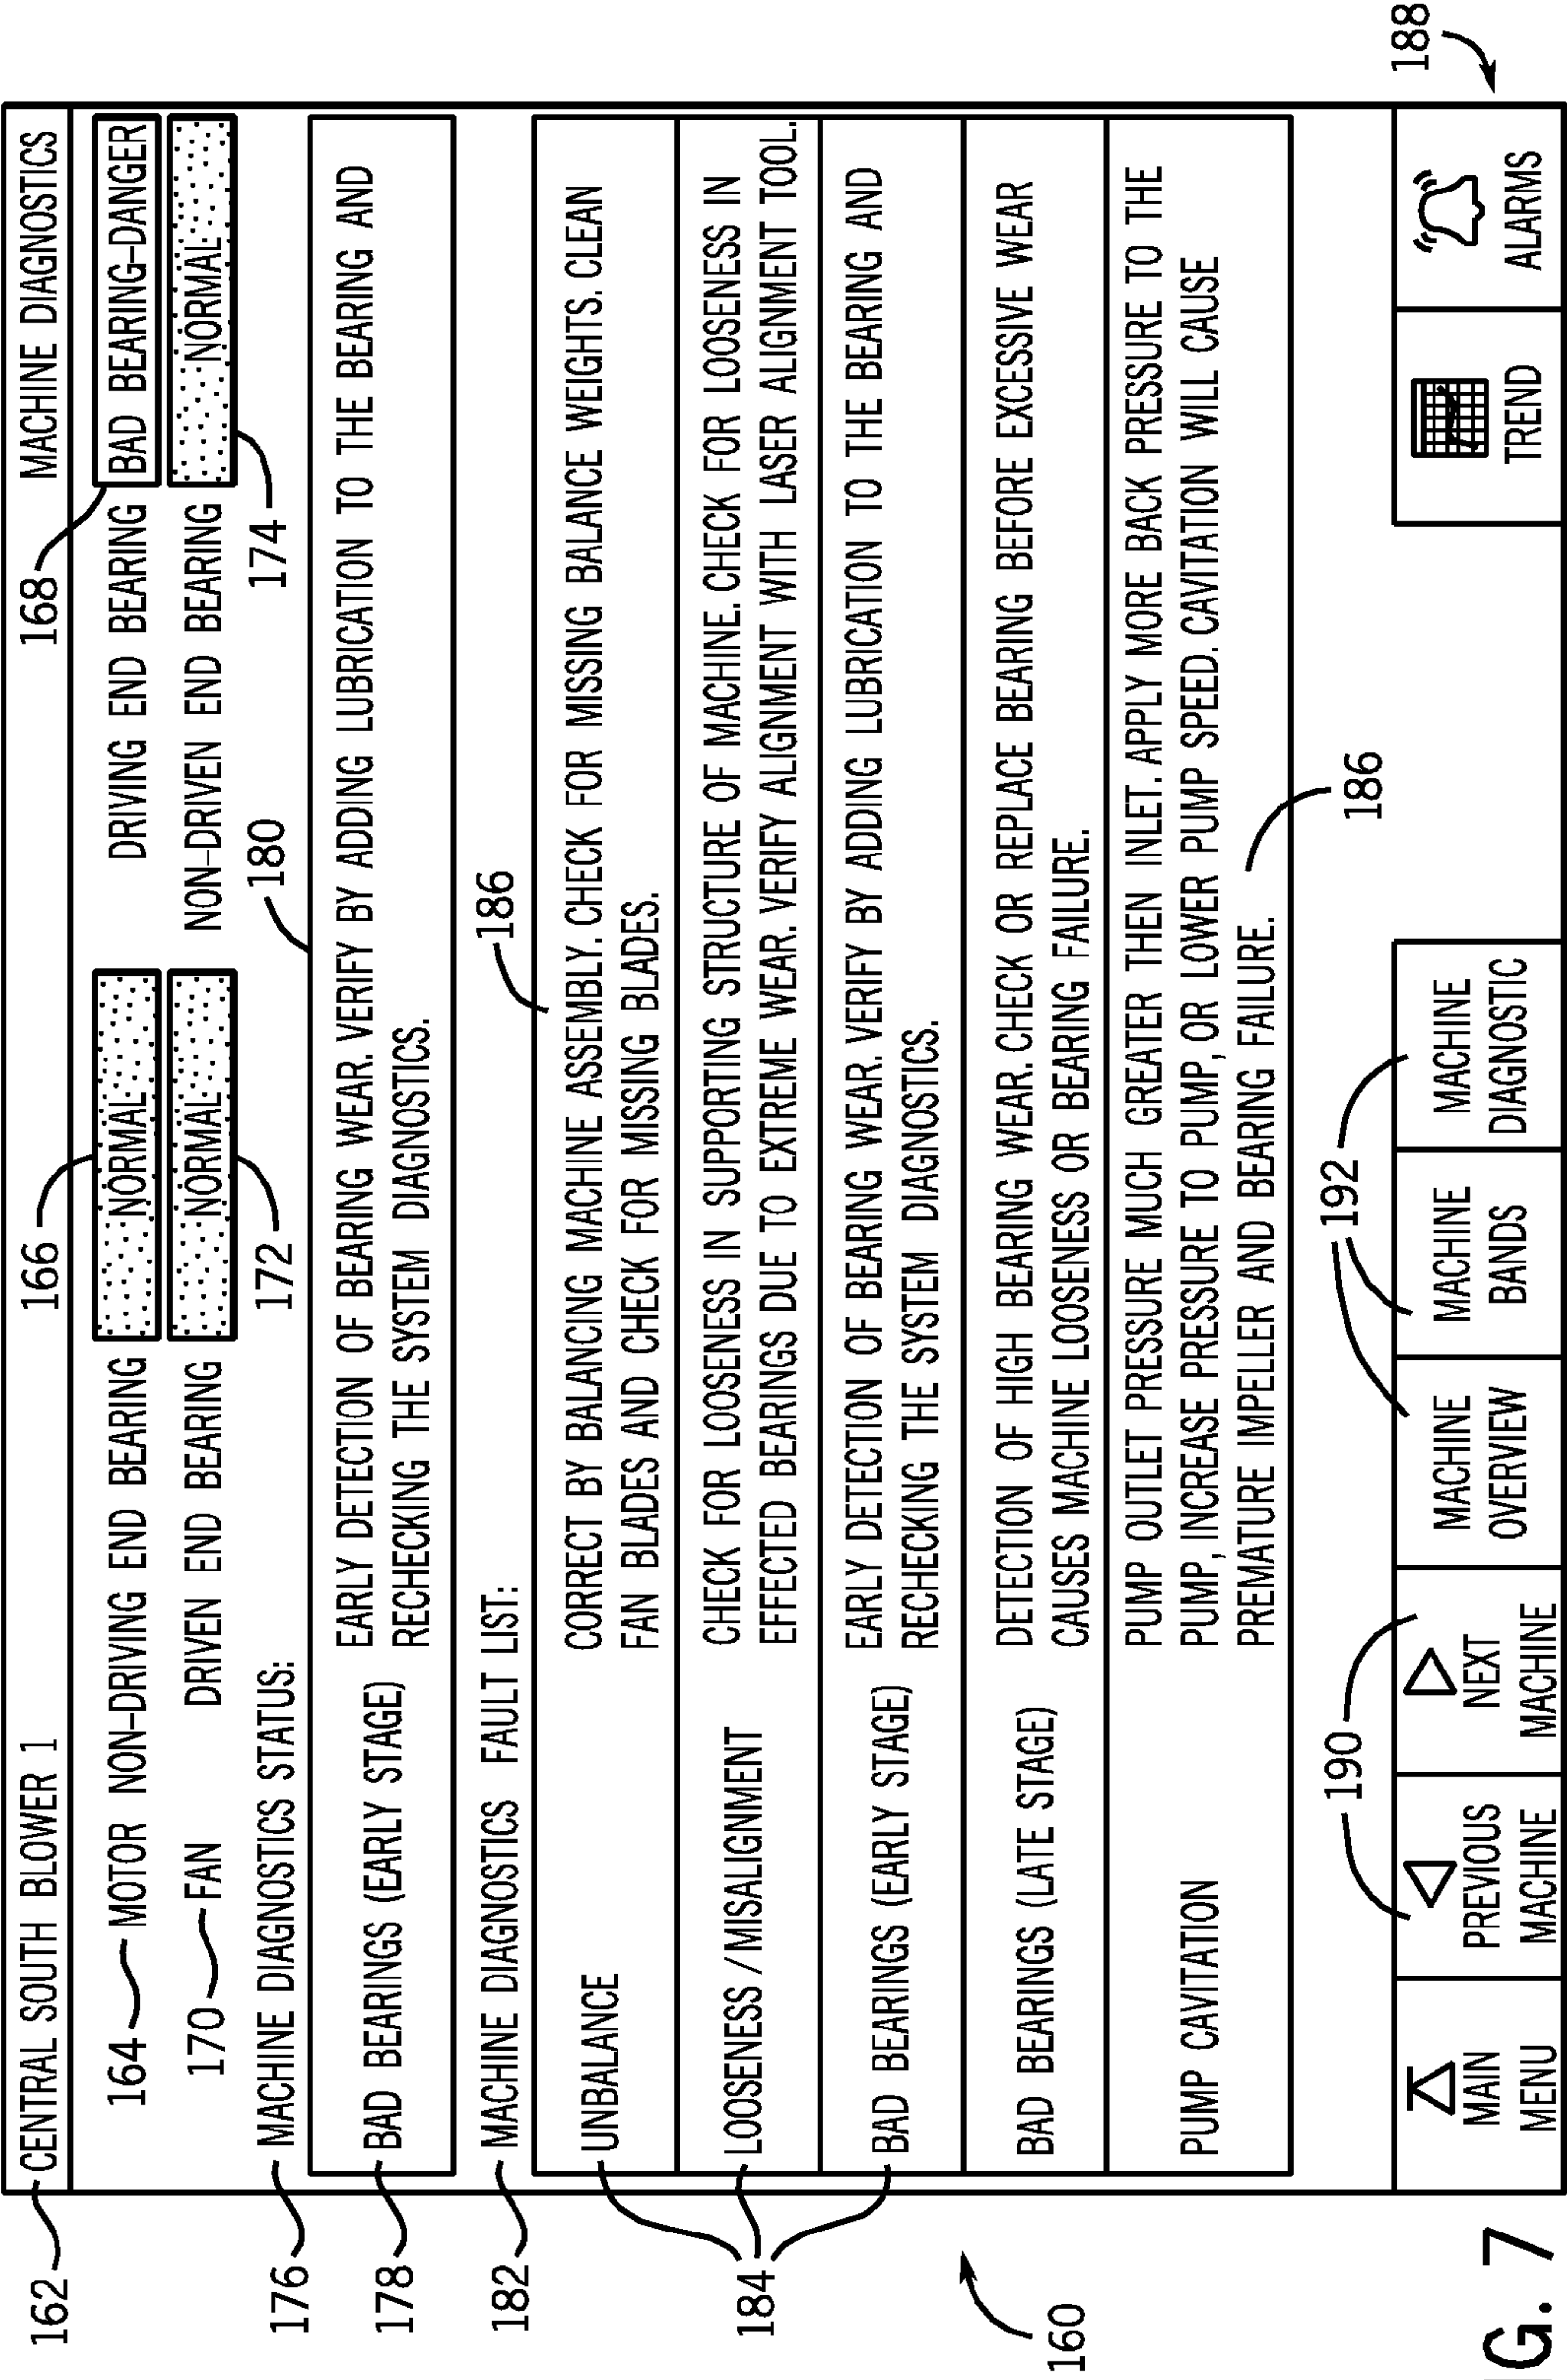 162
CENTRAL SOUTH BLOWER 1
MACHINE DIAGNOSTICS
166
168
164
MOTOR NON-DRIVING END BEARING
NORMAL
DRIVING END BEARING
BAD BEARING-DANGER
170
FAN
DRIVEN END BEARING
NORMAL
NON-DRIVEN END BEARING
NORMAL
172
180
174
176
MACHINE DIAGNOSTICS STATUS:
178
BAD BEARINGS (EARLY STAGE)
EARLY DETECTION OF BEARING WEAR. VERIFY BY ADDING LUBRICATION TO THE BEARING AND
RECHECKING THE SYSTEM DIAGNOSTICS.
182
MACHINE DIAGNOSTICS FAULT LIST:
186
UNBALANCE
CORRECT BY BALANCING MACHINE ASSEMBLY. CHECK FOR MISSING BALANCE WEIGHTS. CLEAN
FAN BLADES AND CHECK FOR MISSING BLADES.
184
LOOSENESS /MISALIGNMENT
CHECK FOR LOOSENESS IN SUPPORTING STRUCTURE OF MACHINE. CHECK FOR LOOSENESS IN
EFFECTED BEARINGS DUE TO EXTREME WEAR. VERIFY ALIGNMENT WITH LASER ALIGNMENT TOOL.
BAD BEARINGS (EARLY STAGE)
EARLY DETECTION OF BEARING WEAR. VERIFY BY ADDING LUBRICATION TO THE BEARING AND
RECHECKING THE SYSTEM DIAGNOSTICS.
BAD BEARINGS (LATE STAGE)
DETECTION OF HIGH BEARING WEAR. CHECK OR REPLACE BEARING BEFORE EXCESSIVE WEAR
CAUSES MACHINE LOOSENESS OR BEARING FAILURE.
160
PUMP CAVITATION
PUMP OUTLET PRESSURE MUCH GREATER THEN INLET. APPLY MORE BACK PRESSURE TO THE
PUMP, INCREASE PRESSURE TO PUMP, OR LOWER PUMP SPEED. CAVITATION WILL CAUSE
PREMATURE IMPELLER AND BEARING FAILURE.
190
192
186
188
MAIN
MENU
PREVIOUS
MACHINE
NEXT
MACHINE
MACHINE
OVERVIEW
MACHINE
BANDS
MACHINE
DIAGNOSTIC
TREND
ALARMS
G. 7